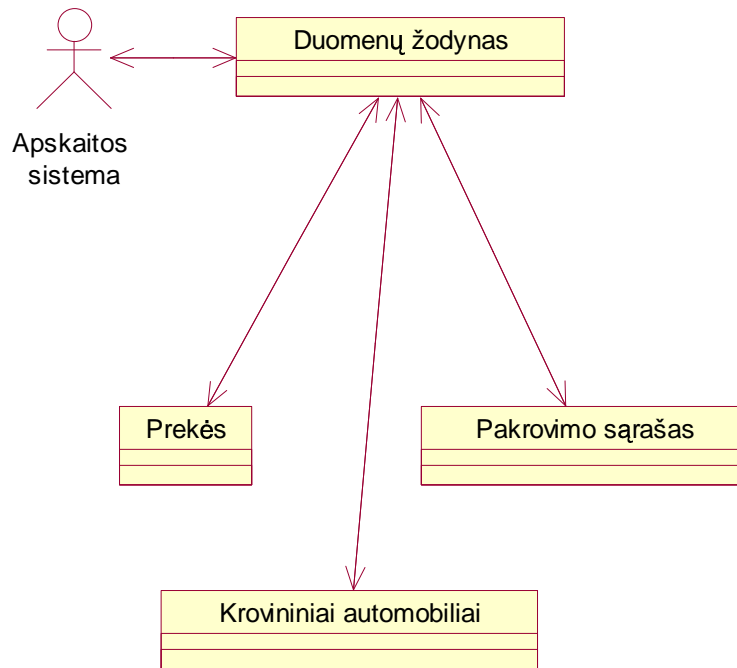 Duomenų žodynas
Apskaitos
sistema
Prekės
Pakrovimo sąrašas
Krovininiai automobiliai